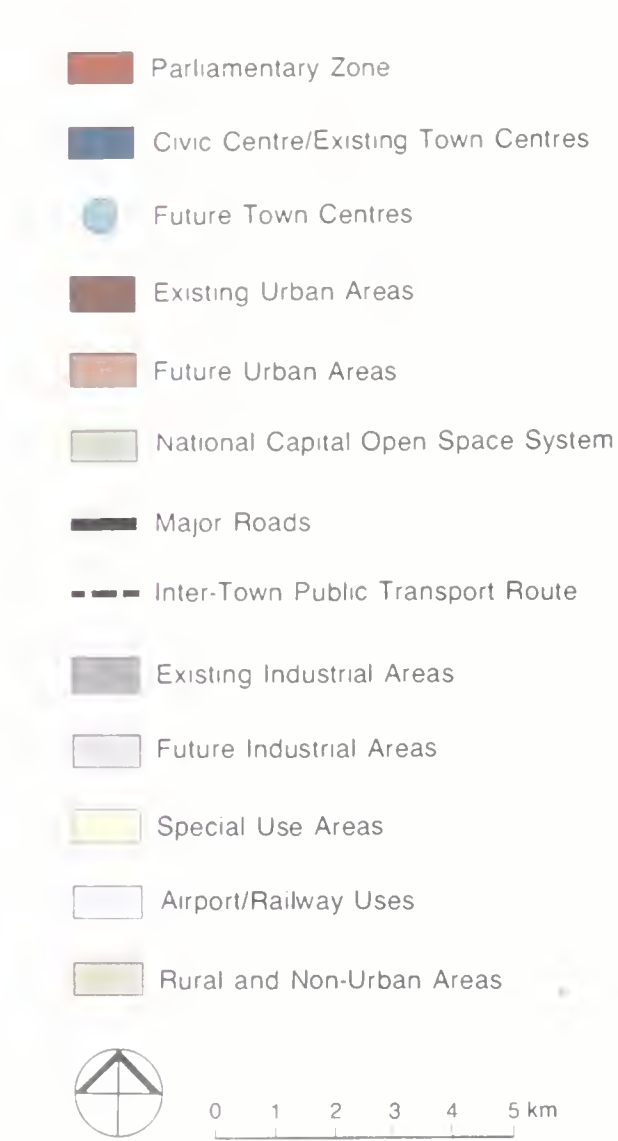 Parliamentary Zone
Civic Centre/Existing Town Centres
Future Town Centres
Existing Urban Areas
Future Urban Areas
National Capital Open Space System
Major Roads
Inter-Town Public Transport Route
Existing Industrial Areas
Future Industrial Areas
Special Use Areas
Airport/Railway Uses
Rural and Non-Urban Areas
0 1 2 3 4 5 km